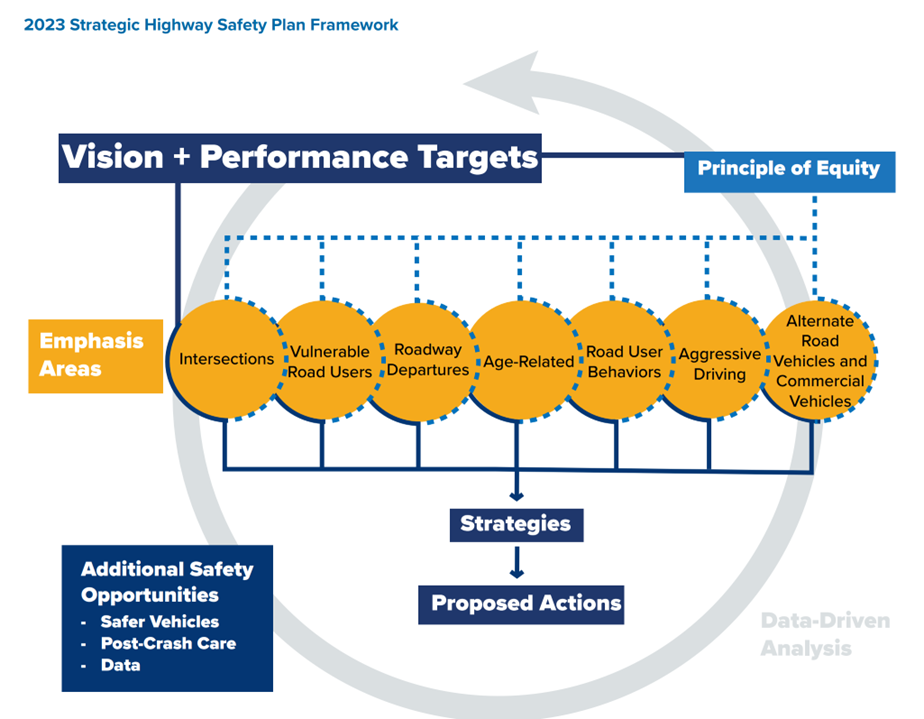 2023 Strategic Highway Safety Plan Framework
Vision + Performance Targets
Principle of Equity
Emphasis
Areas
Intersections
Vulnerable
Road Users
Roadway
Departures
Age-Related
Road User
Behaviors
Aggressive
Driving
Alternate
Road
Vehicles and
Commercial
Vehicles
Strategies
Proposed Actions
Additional Safety
Opportunities
- Safer Vehicles
- Post-Crash Care
- Data
Data-Driven
Analysis